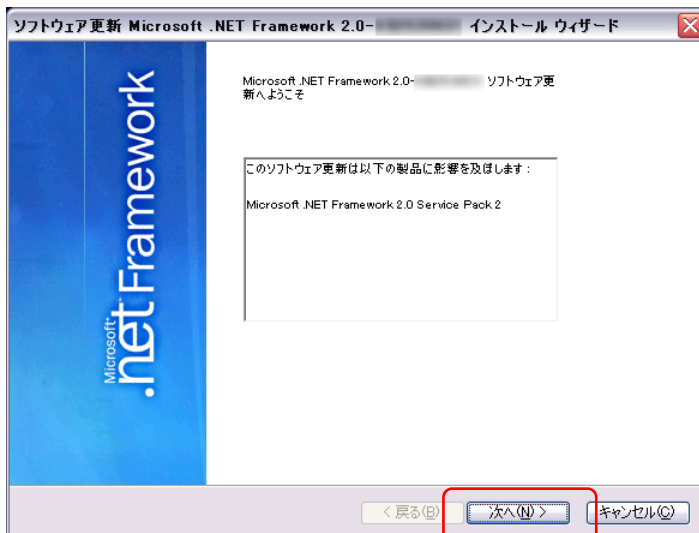 ソフトウェア更新 Microsoft .NET Framework 2.0- インストール ウィザード
Microsoft .NET Framework 2.0- ソフトウェア更
新へようこそ
このソフトウェア更新は以下の製品に影響を及ぼします：
Microsoft .NET Framework 2.0 Service Pack 2
Microsoft
.net Framework
< 戻る(B)
次へ(N) >
キャンセル(C)